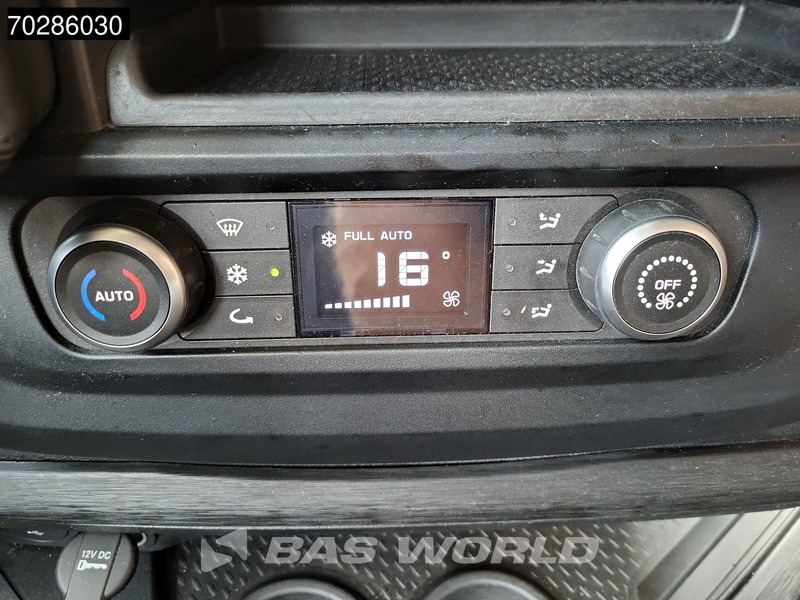 70286030
FULL AUTO
16°
AUTO
OFF
12V DC
BAS WORLD